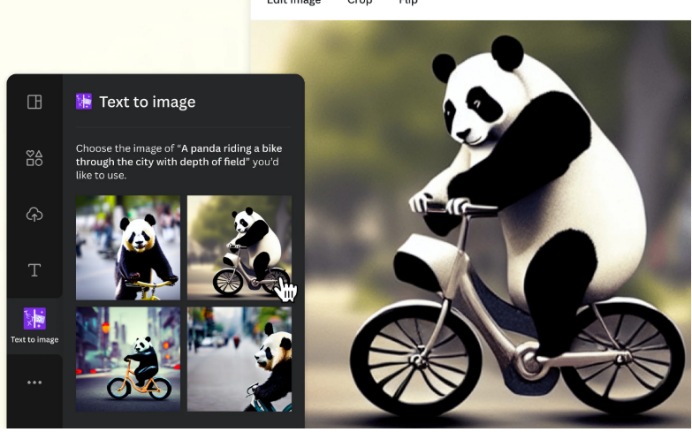 Edit Image Crop Flip
Text to image
Choose the image of "A panda riding a bike
through the city with depth of field" you'd
like to use.
T
Text to image